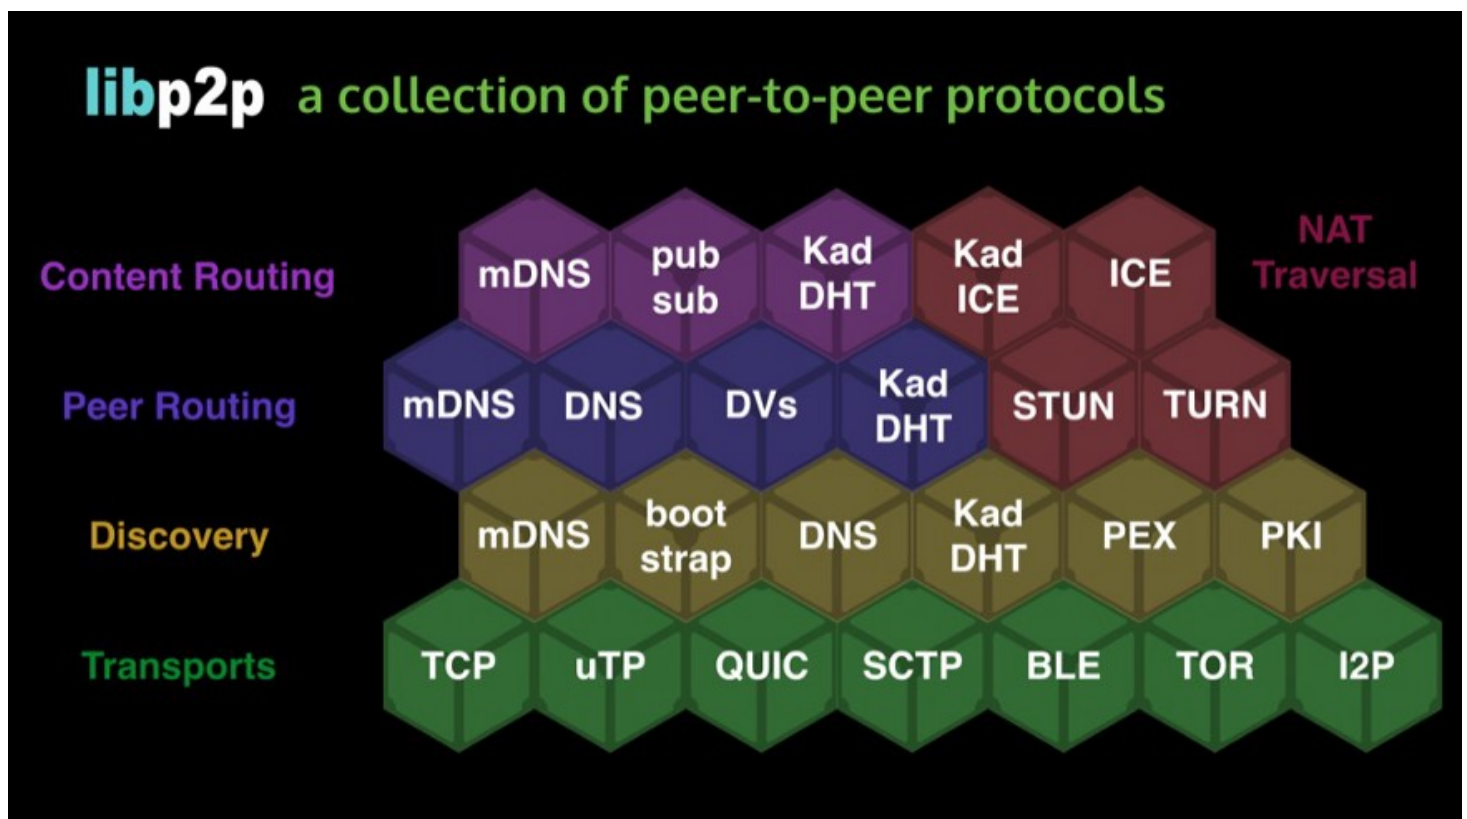 libp2p a collection of peer-to-peer protocols
Content Routing
mDNS
pub
sub
Kad
DHT
Kad
ICE
ICE
NAT
Traversal
Peer Routing
mDNS
DNS
DVs
Kad
DHT
STUN
TURN
Discovery
mDNS
boot
strap
DNS
Kad
DHT
PEX
PKI
Transports
TCP
uTP
QUIC
SCTP
BLE
TOR
I2P